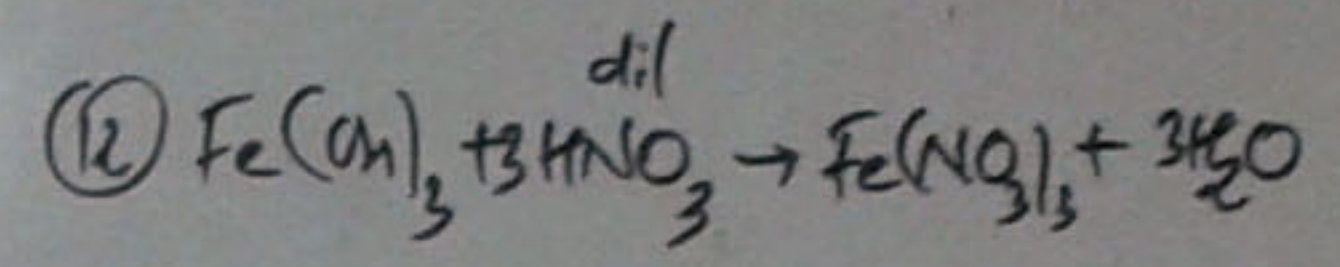 dil
⑫ Fe(OH)₃ + 3HNO₃ → Fe(NO₃)₃ + 3H₂O